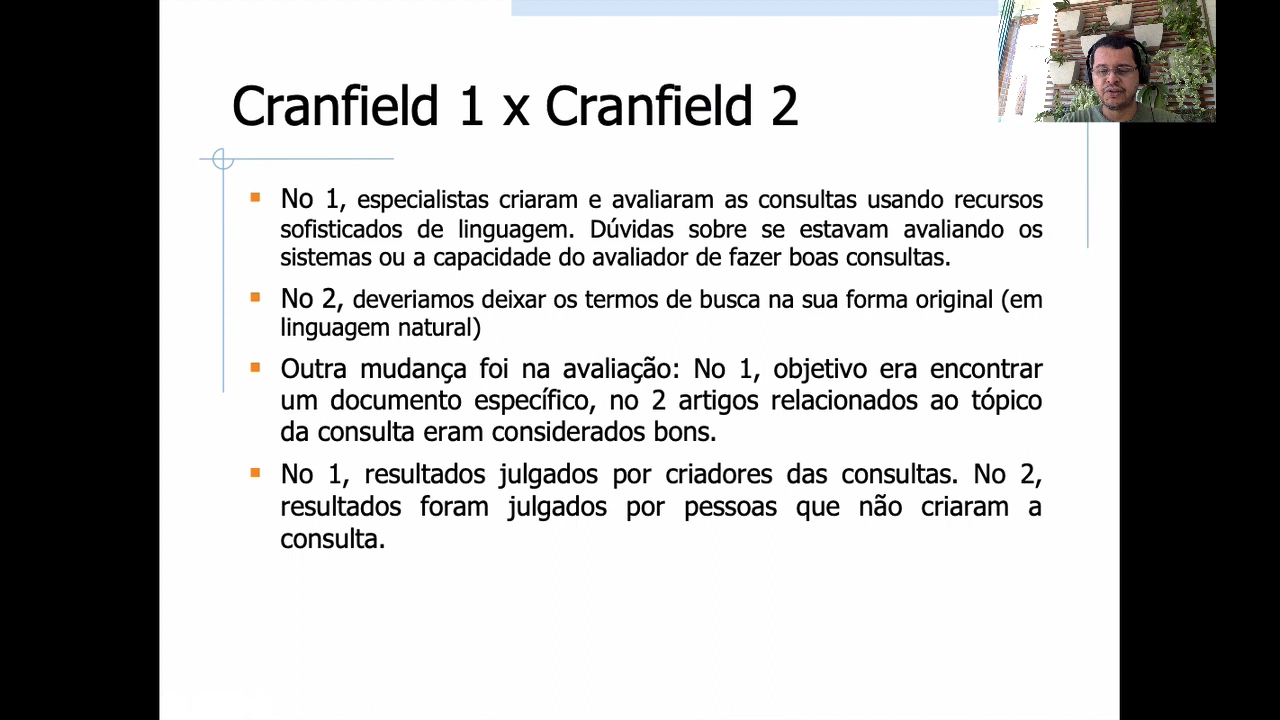 Cranfield 1 x Cranfield 2
No 1, especialistas criaram e avaliaram as consultas usando recursos
sofisticados de linguagem. Dúvidas sobre se estavam avaliando os
sistemas ou a capacidade do avaliador de fazer boas consultas.
No 2, deveriamos deixar os termos de busca na sua forma original (em
linguagem natural)
Outra mudança foi na avaliação: No 1, objetivo era encontrar
um documento específico, no 2 artigos relacionados ao tópico
da consulta eram considerados bons.
No 1, resultados julgados por criadores das consultas. No 2,
resultados foram julgados por pessoas que não criaram a
consulta.